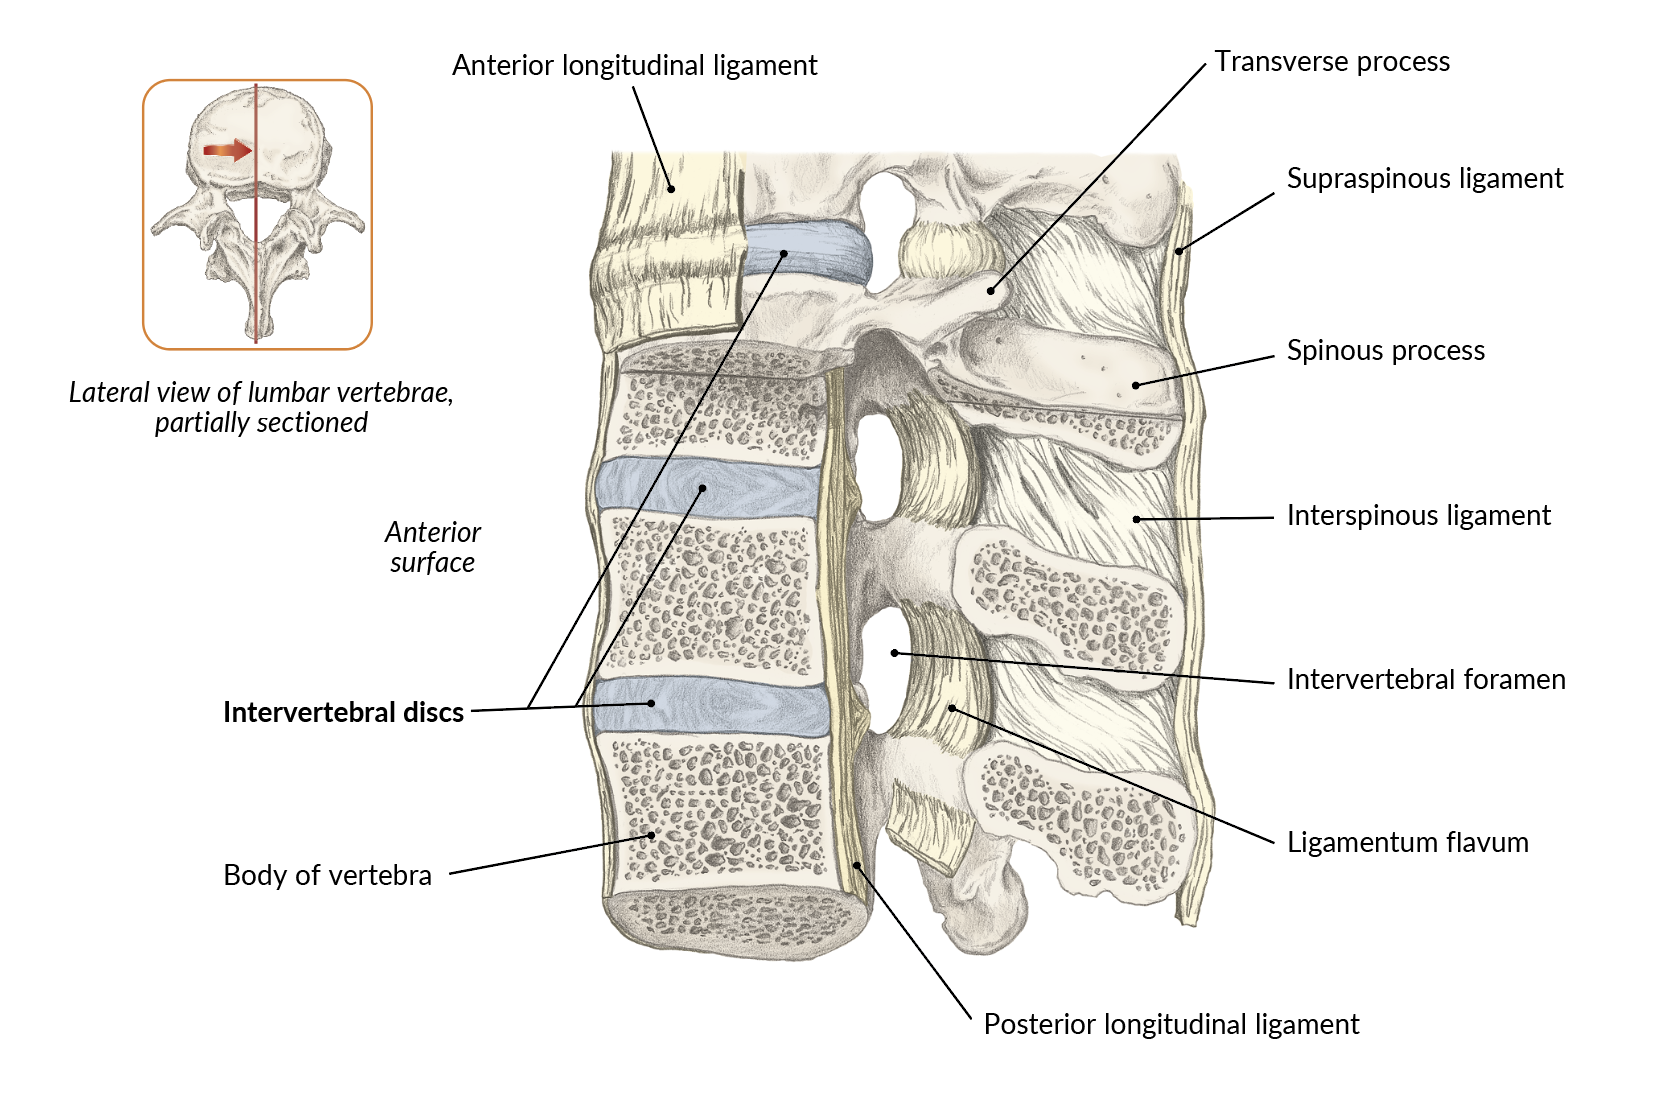 Anterior longitudinal ligament
Transverse process
Supraspinous ligament
Spinous process
Lateral view of lumbar vertebrae,
partially sectioned
Anterior
surface
Interspinous ligament
Intervertebral foramen
Intervertebral discs
Ligamentum flavum
Body of vertebra
Posterior longitudinal ligament